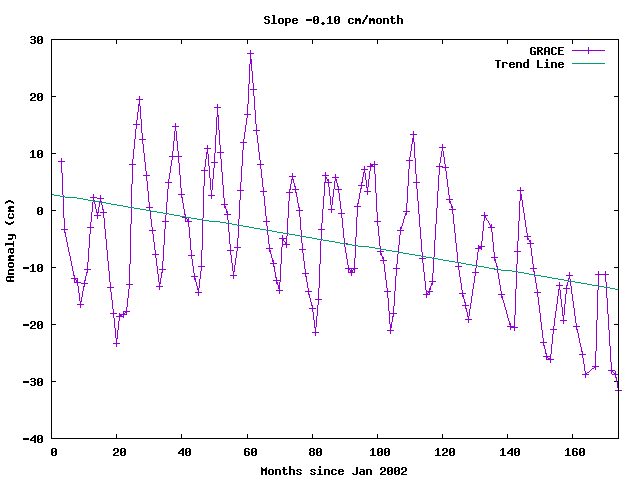 Slope -0.10 cm/month
GRACE
Trend Line
30
20
10
0
-10
-20
-30
-40
Anomaly (cm)
0 20 40 60 80 100 120 140 160
Months since Jan 2002